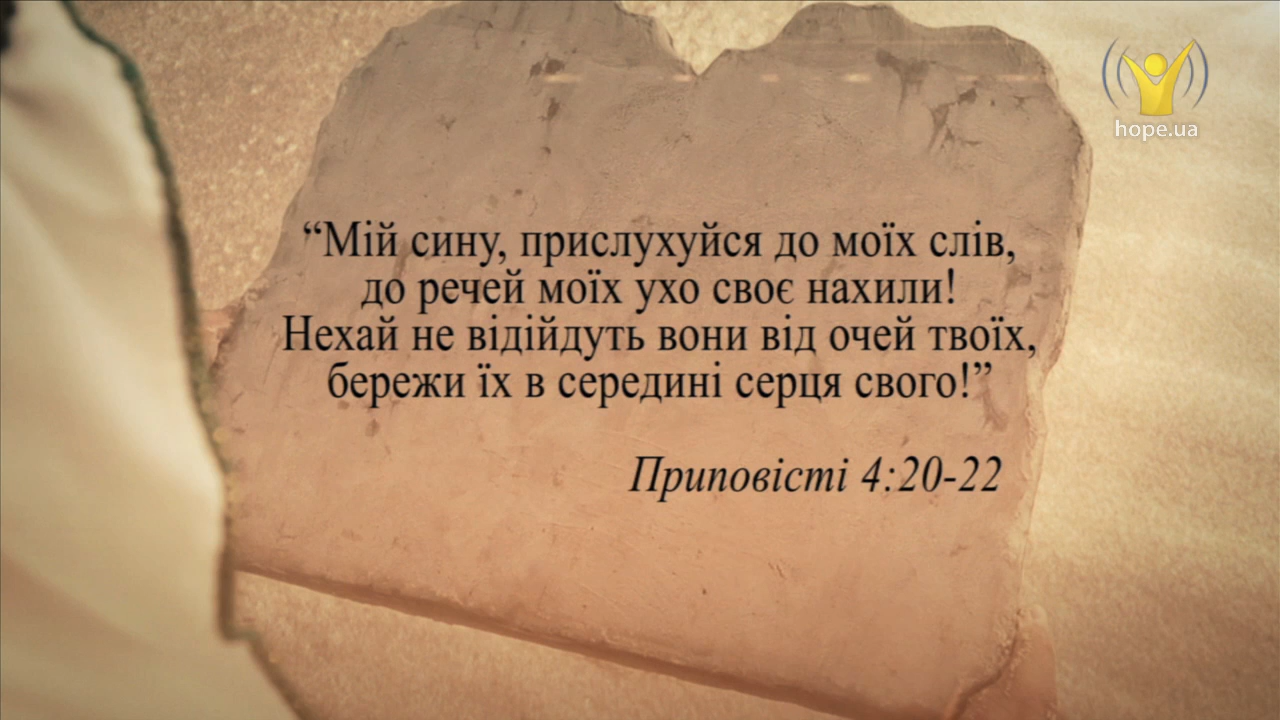 hope.ua
“Мій сину, прислухуйся до моїх слів,
до речей моїх ухо своє нахили!
Нехай не відійдуть вони від очей твоїх,
бережи їх в середині серця свого!”
Приповісті 4:20-22